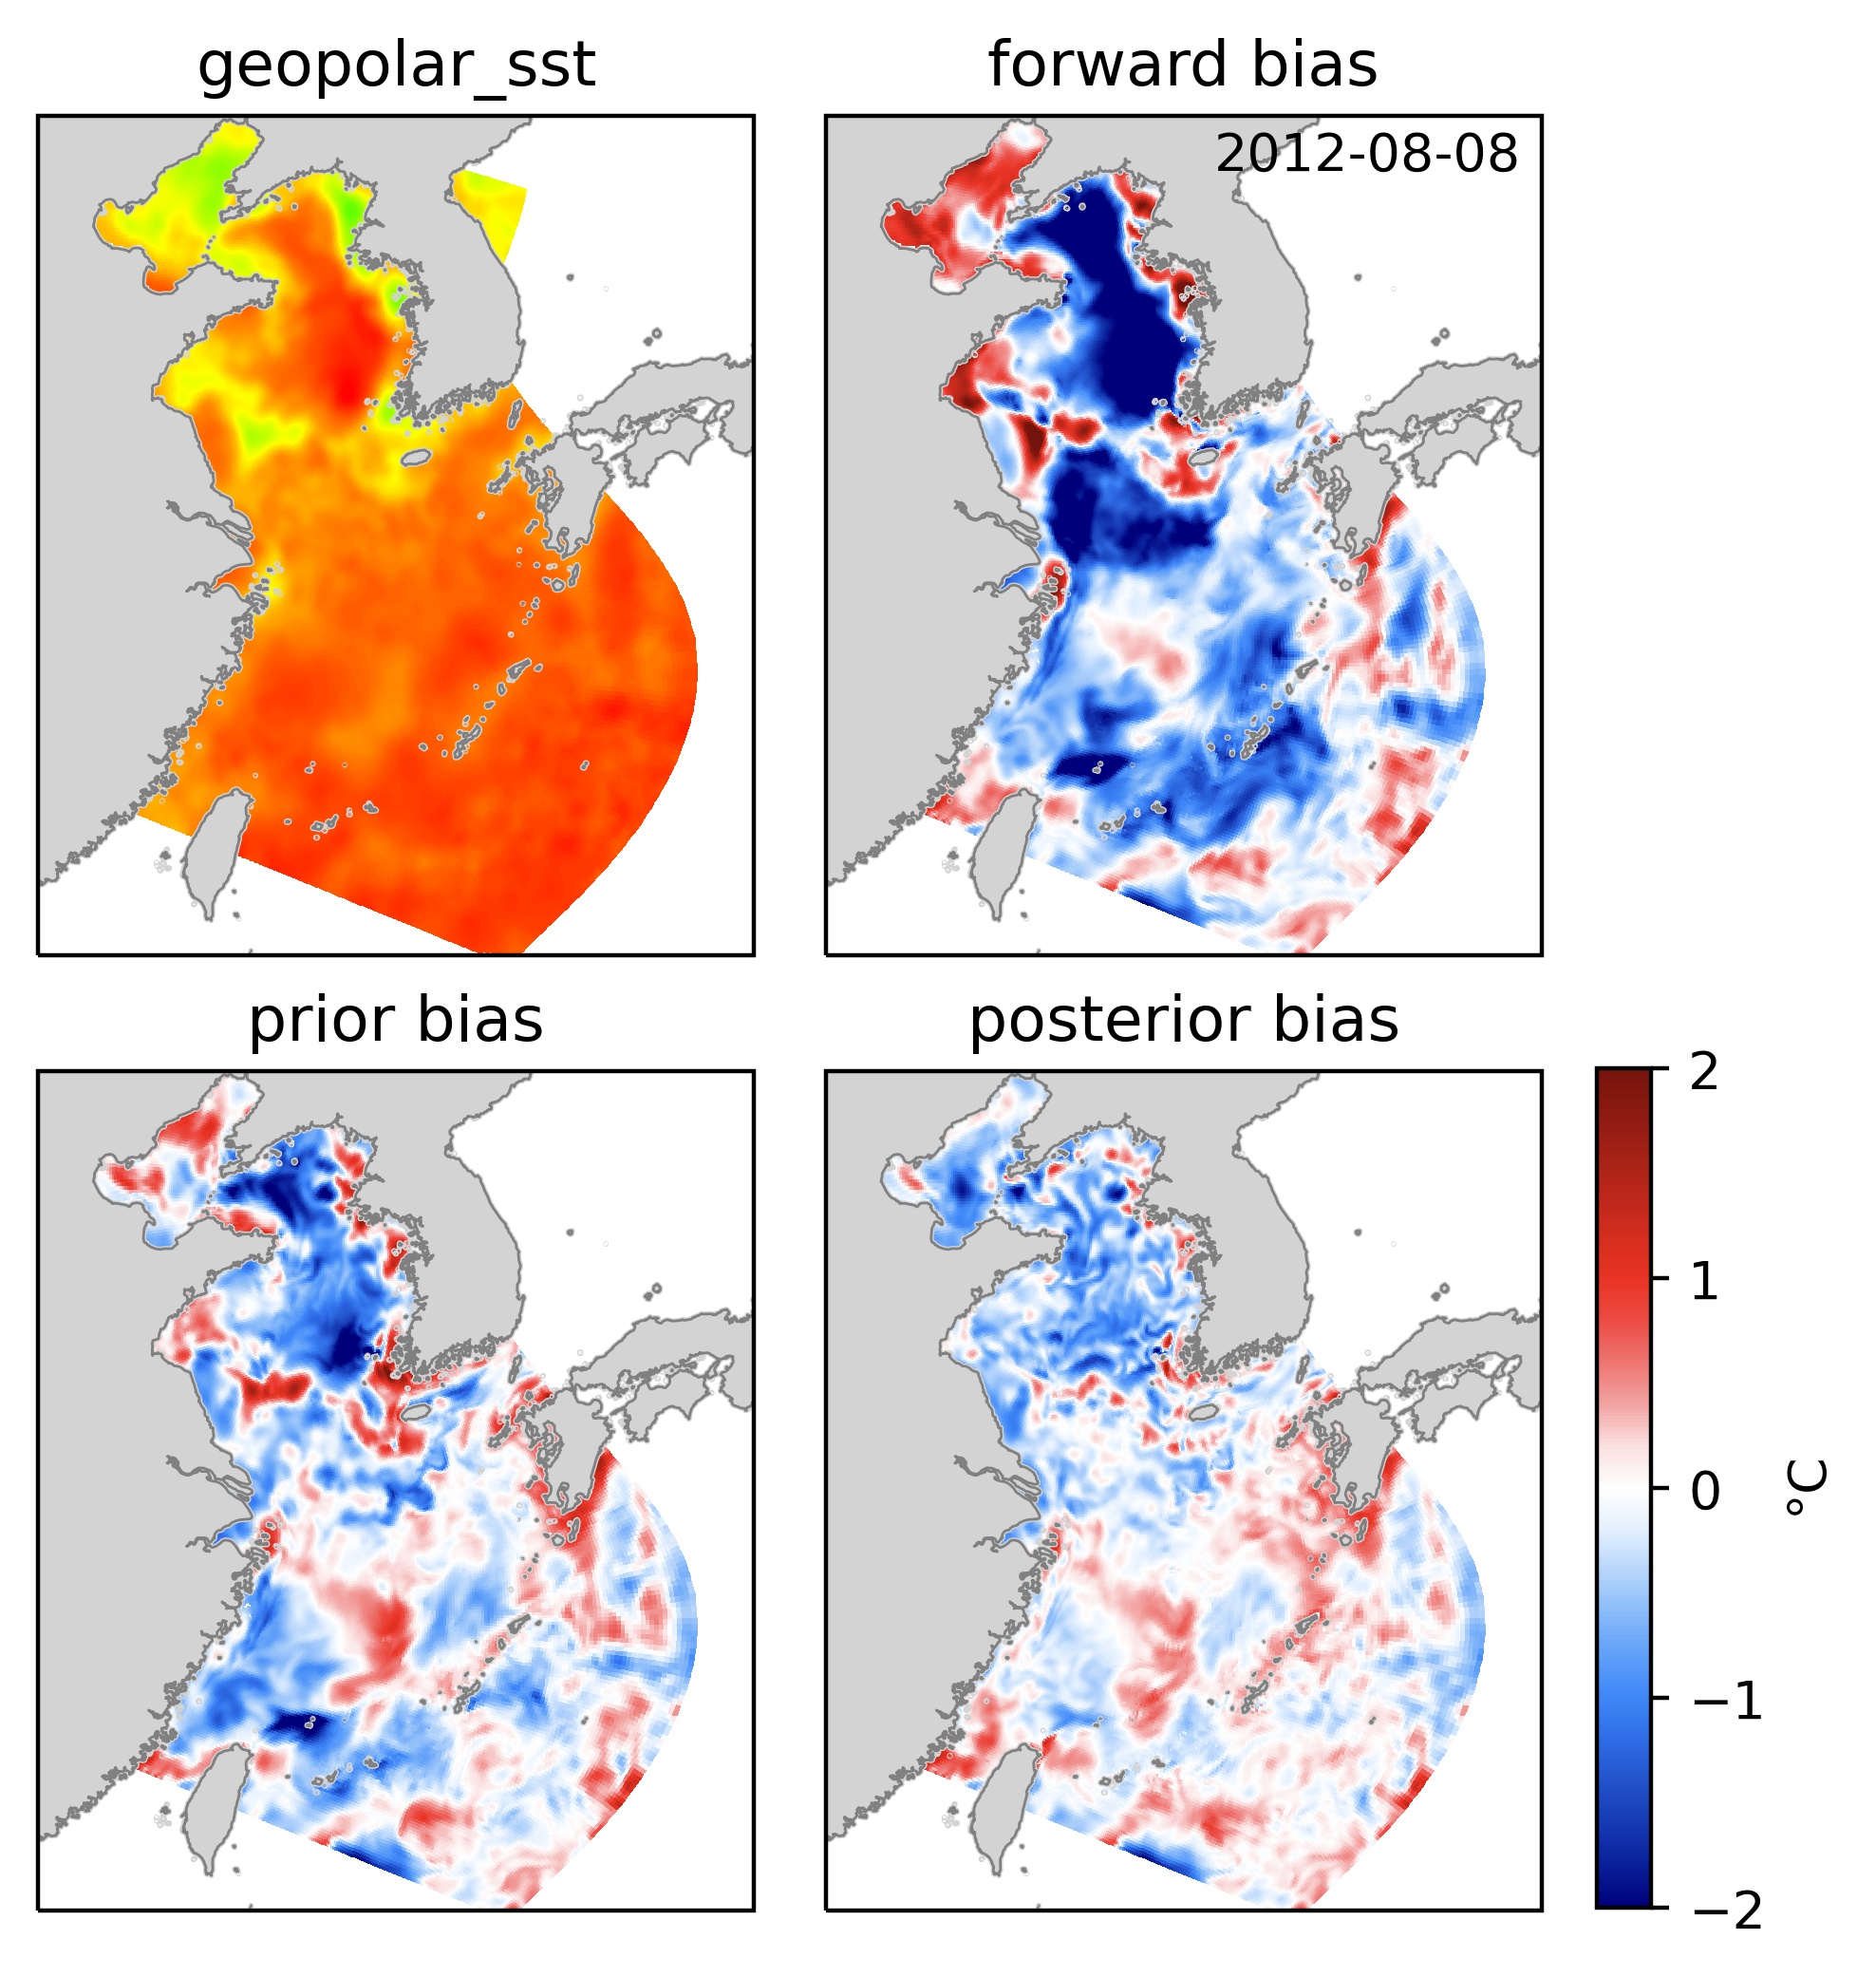 geopolar_sst
forward bias
2012-08-08
prior bias
posterior bias
2
1
0
−1
−2
°C